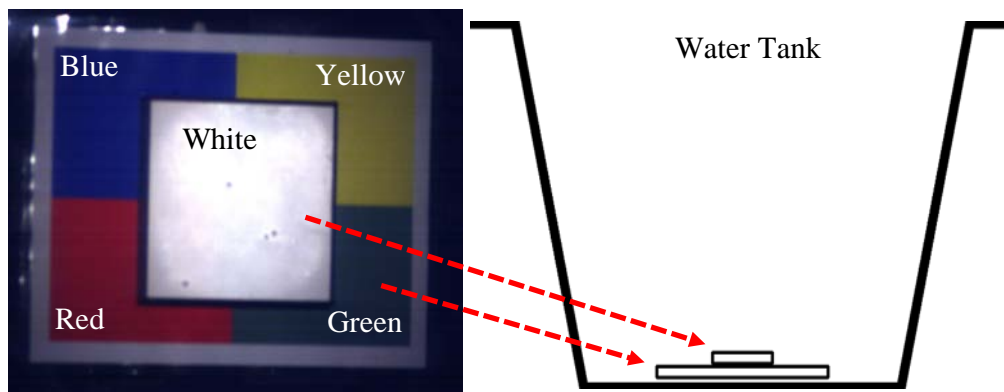 Blue
Yellow
White
Red
Green
Water Tank